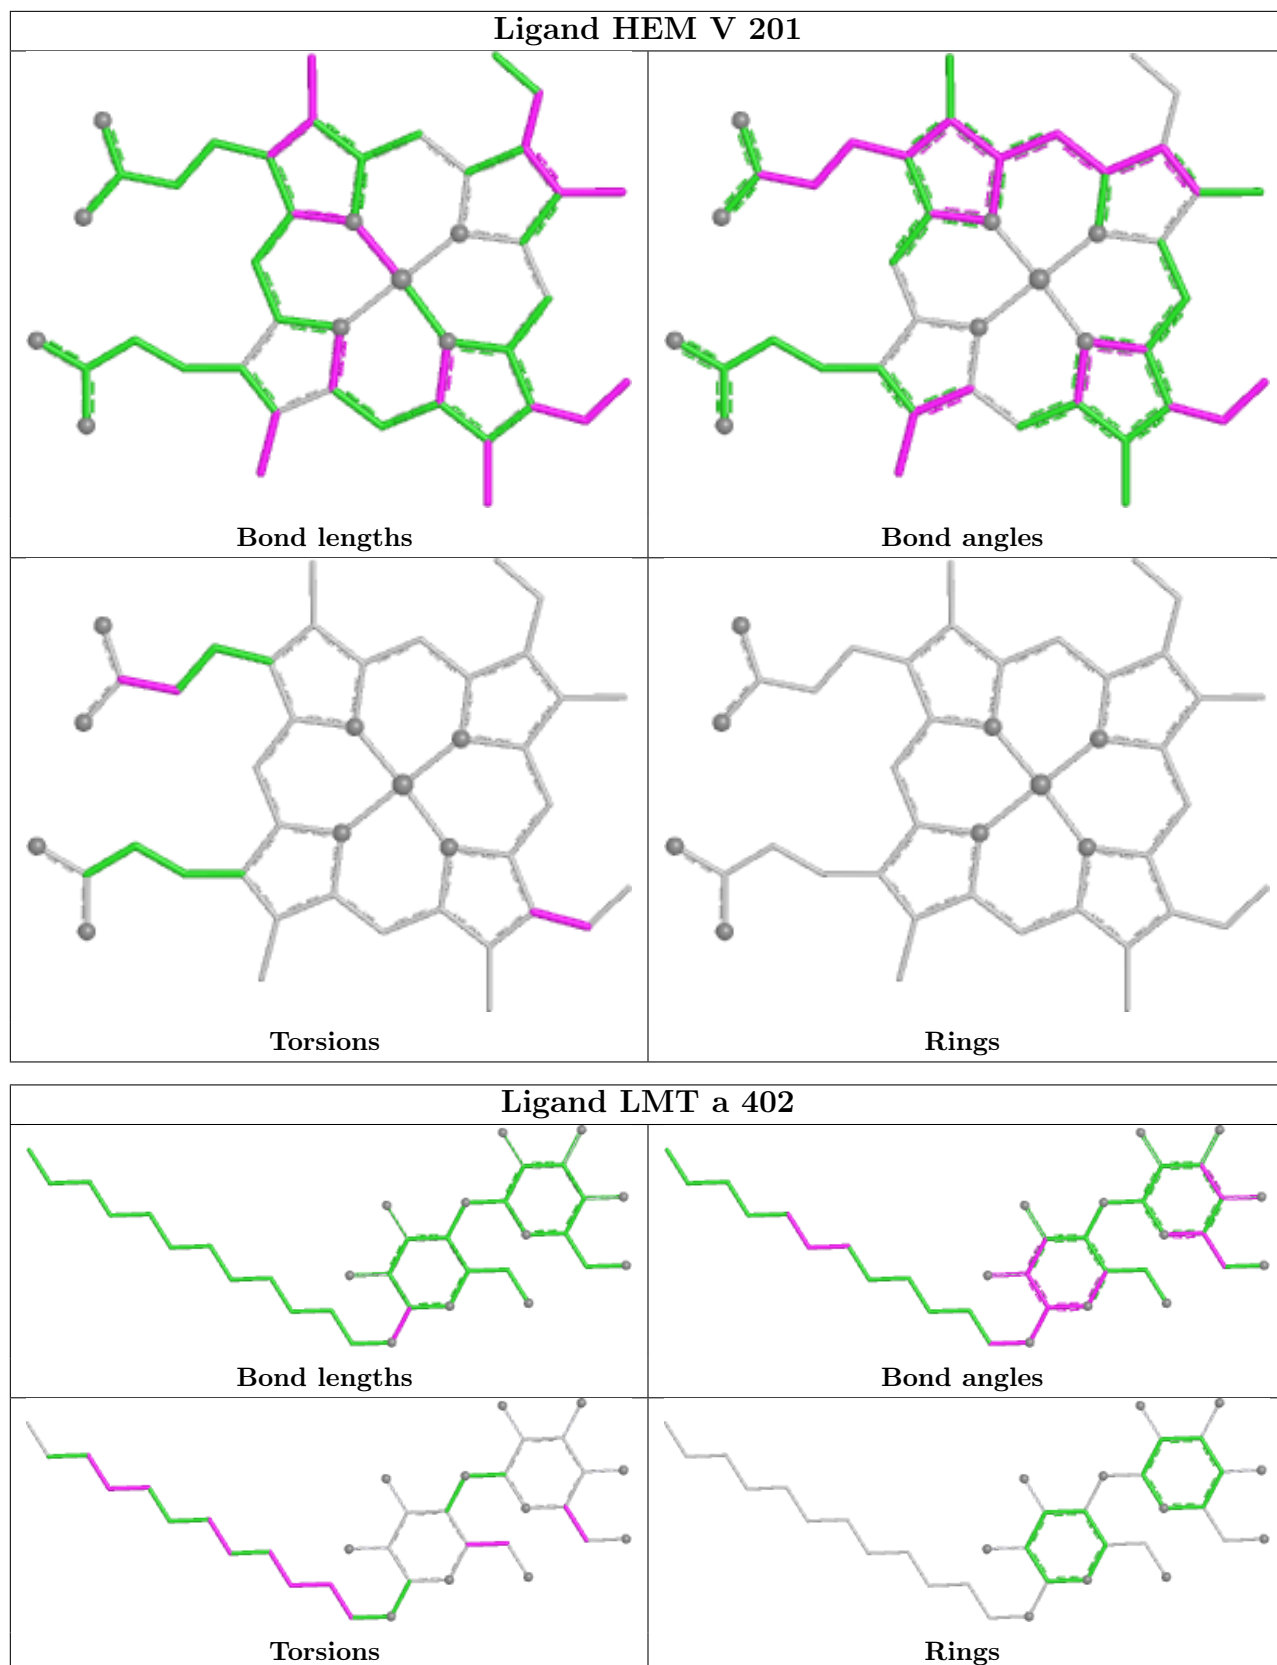 Ligand HEM V 201
Bond lengths
Bond angles
Torsions
Rings
Ligand LMT a 402
Bond lengths
Bond angles
Torsions
Rings